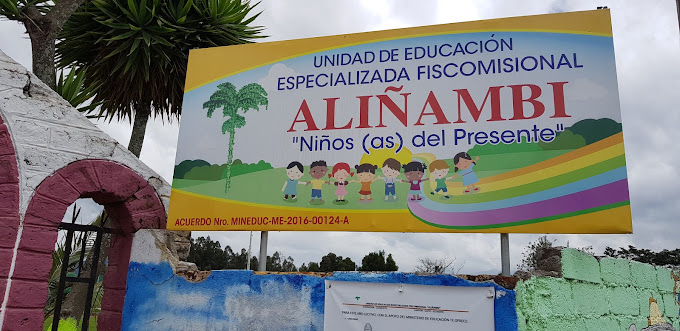 UNIDAD DE EDUCACIÓN
ESPECIALIZADA FISCOMISIONAL
ALIÑAMBI
"Niños (as) del Presente"
ACUERDO Nro. MINEDUC-ME-2016-00124-A